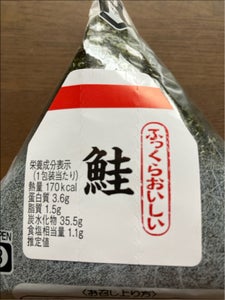 ふっくらおいしい
鮭
栄養成分表示
(1包装当たり)
熱量 170kcal
蛋白質 3.6g
脂質 1.5g
炭水化物 35.5g
食塩相当量 1.1g
推定値